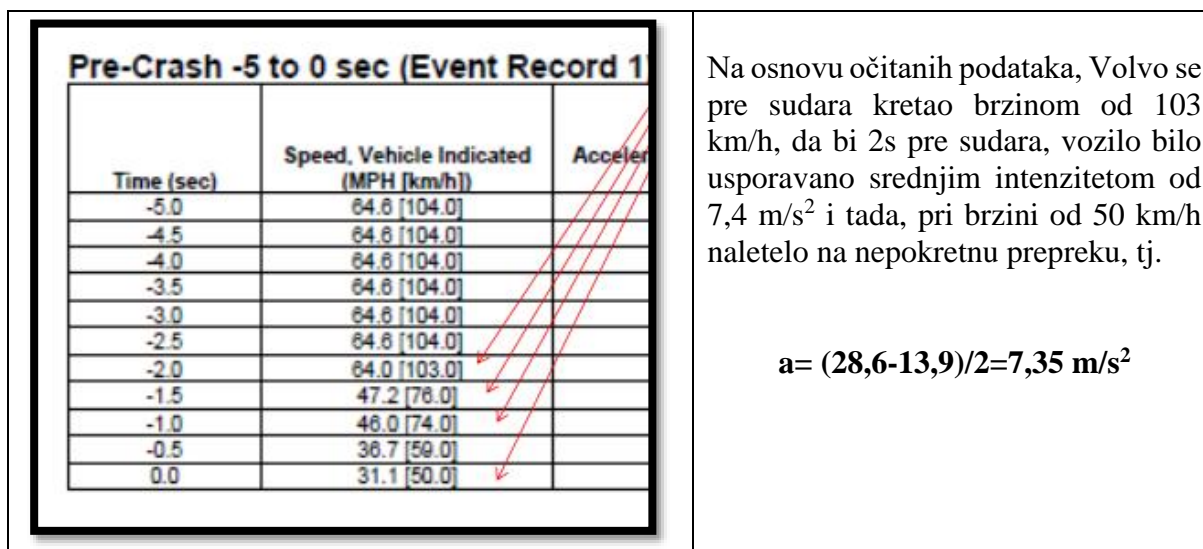 Pre-Crash -5 to 0 sec (Event Record 1)
Time (sec) Speed, Vehicle Indicated (MPH [km/h])
-5.0 64.6 [104.0]
-4.5 64.6 [104.0]
-4.0 64.6 [104.0]
-3.5 64.6 [104.0]
-3.0 64.6 [104.0]
-2.5 64.6 [104.0]
-2.0 64.0 [103.0]
-1.5 47.2 [76.0]
-1.0 46.0 [74.0]
-0.5 36.7 [59.0]
0.0 31.1 [50.0]
Na osnovu očitanih podataka, Volvo se
pre sudara kretao brzinom od 103
km/h, da bi 2s pre sudara, vozilo bilo
usporavano srednjim intenzitetom od
7,4 m/s² i tada, pri brzini od 50 km/h
naletelo na nepokretnu prepreku, tj.
a= (28,6-13,9)/2=7,35 m/s²